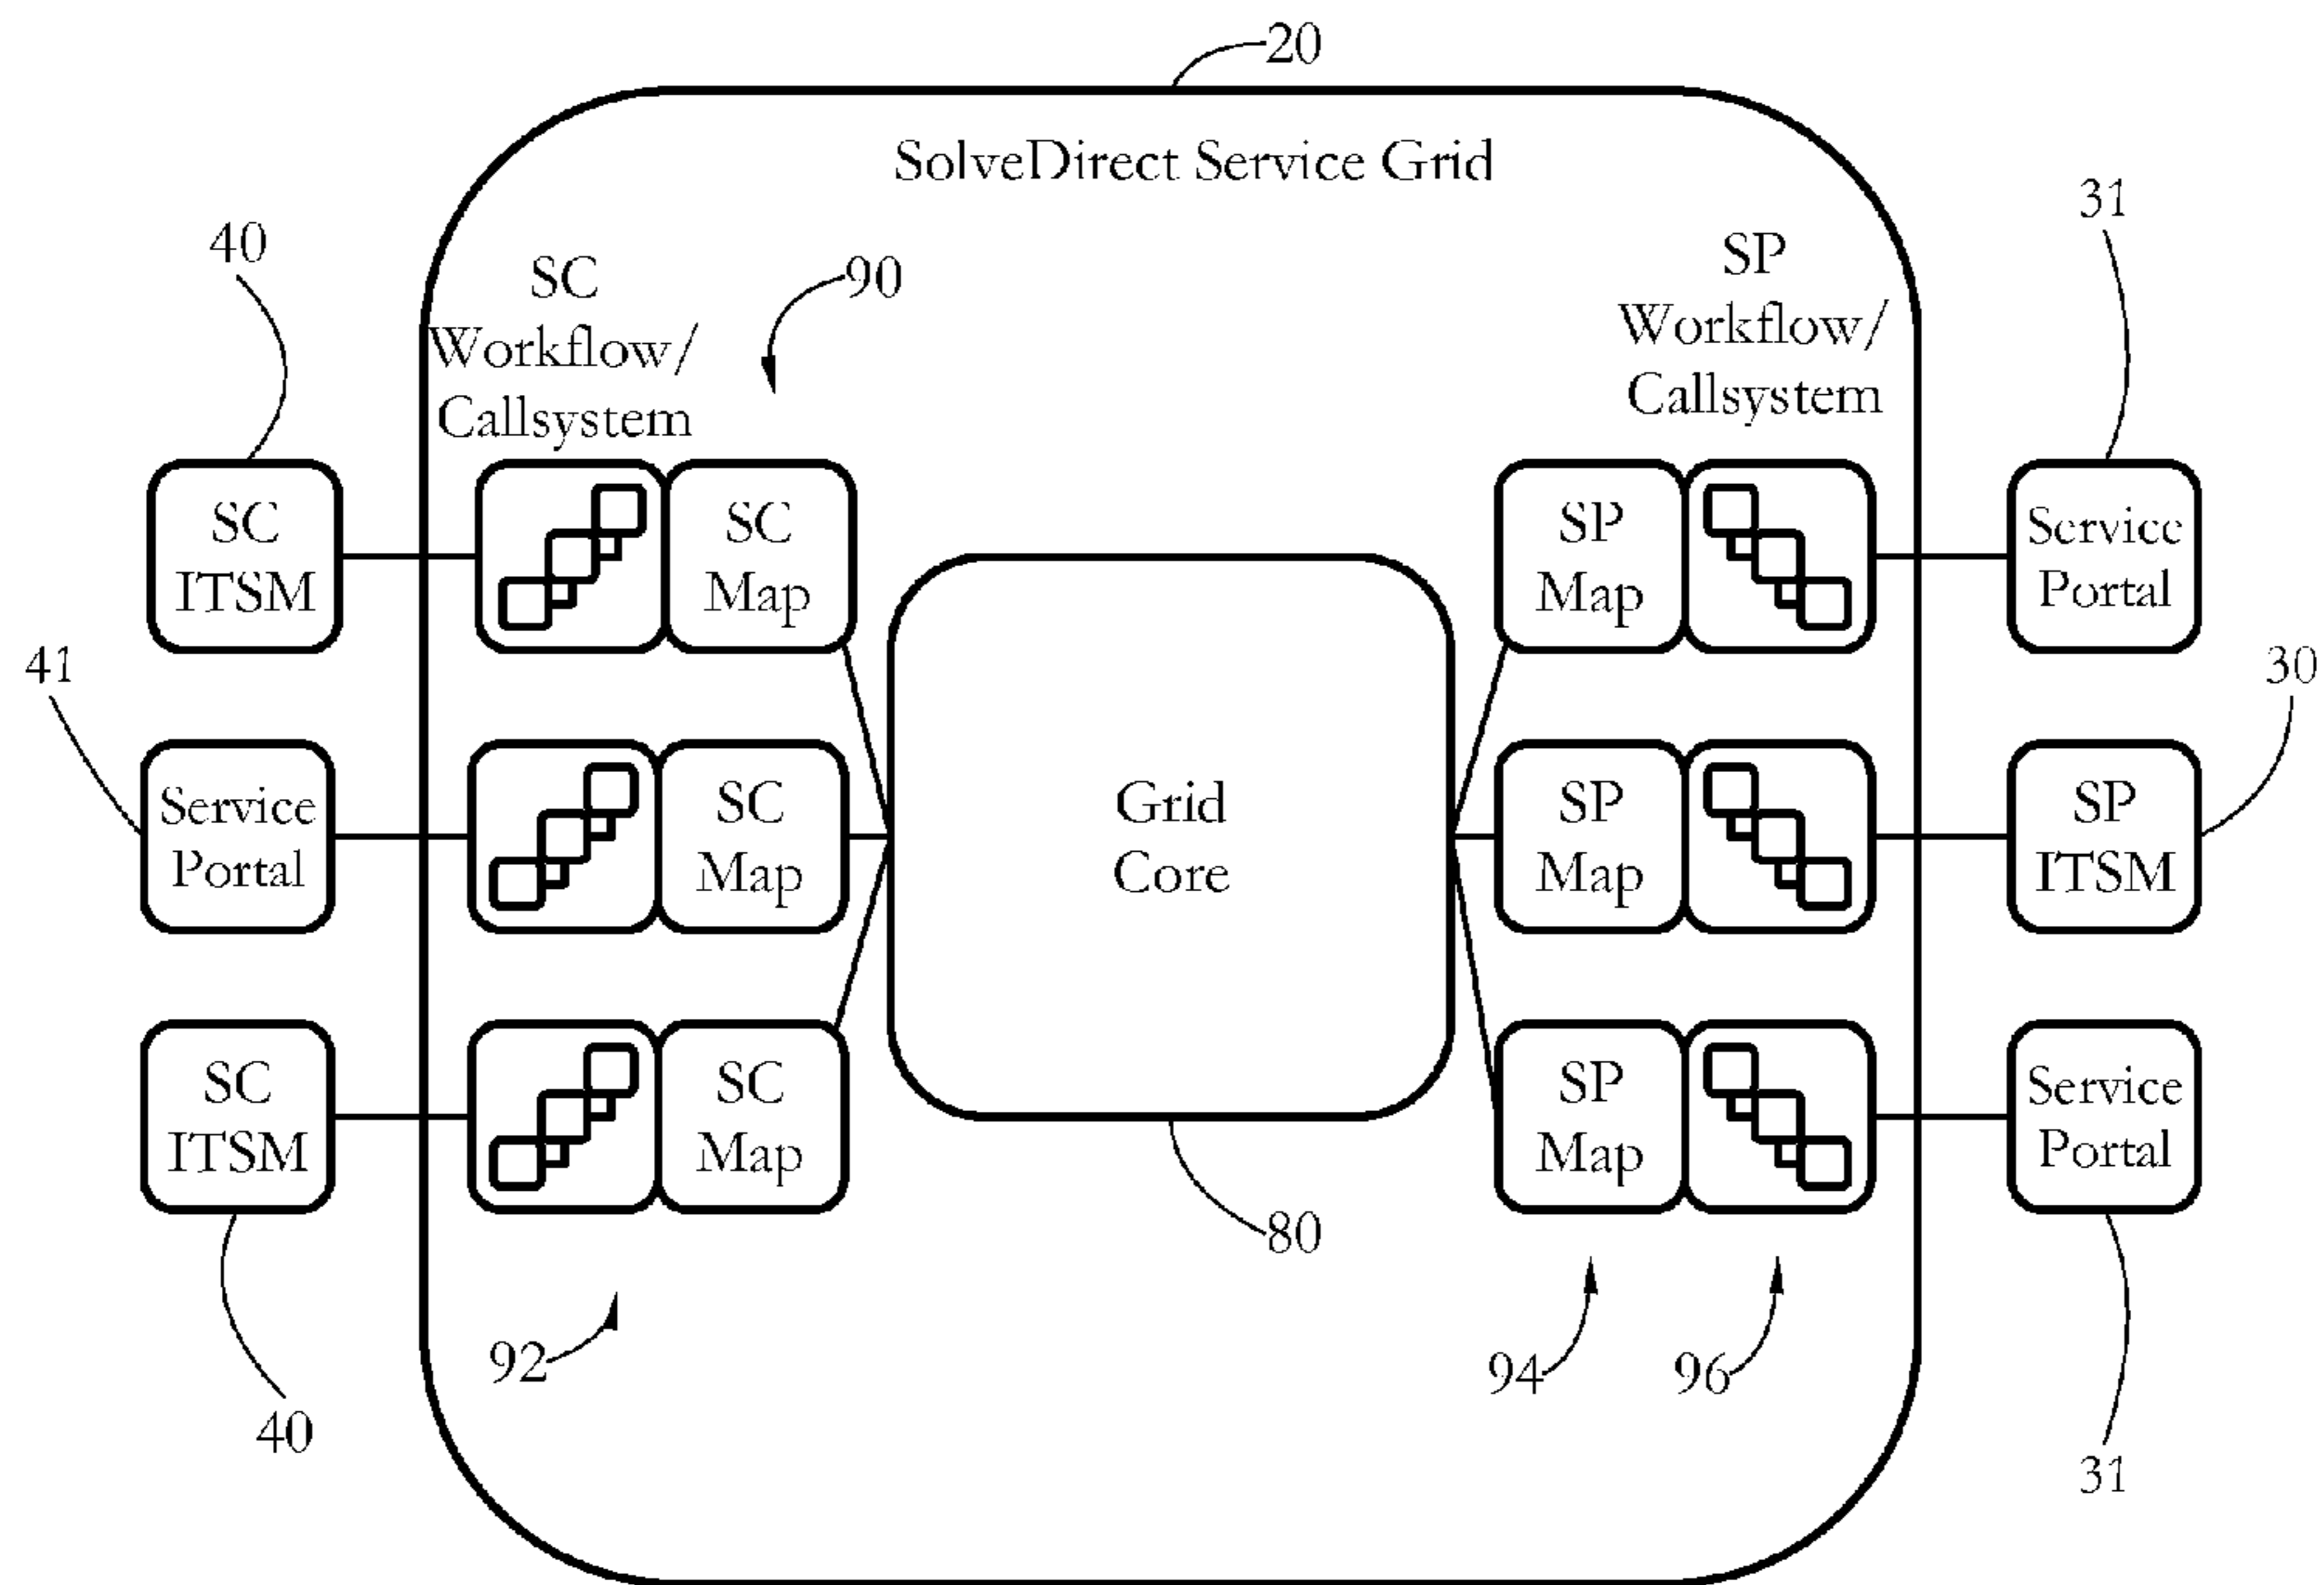 20
SolveDirect Service Grid
31
40
SC
Workflow/
Callsystem
90
SP
Workflow/
Callsystem
SC
ITSM
SC
Map
SP
Map
Service
Portal
41
30
Service
Portal
SC
Map
Grid
Core
SP
Map
SP
ITSM
SC
ITSM
SC
Map
SP
Map
Service
Portal
80
92
94
96
40
31